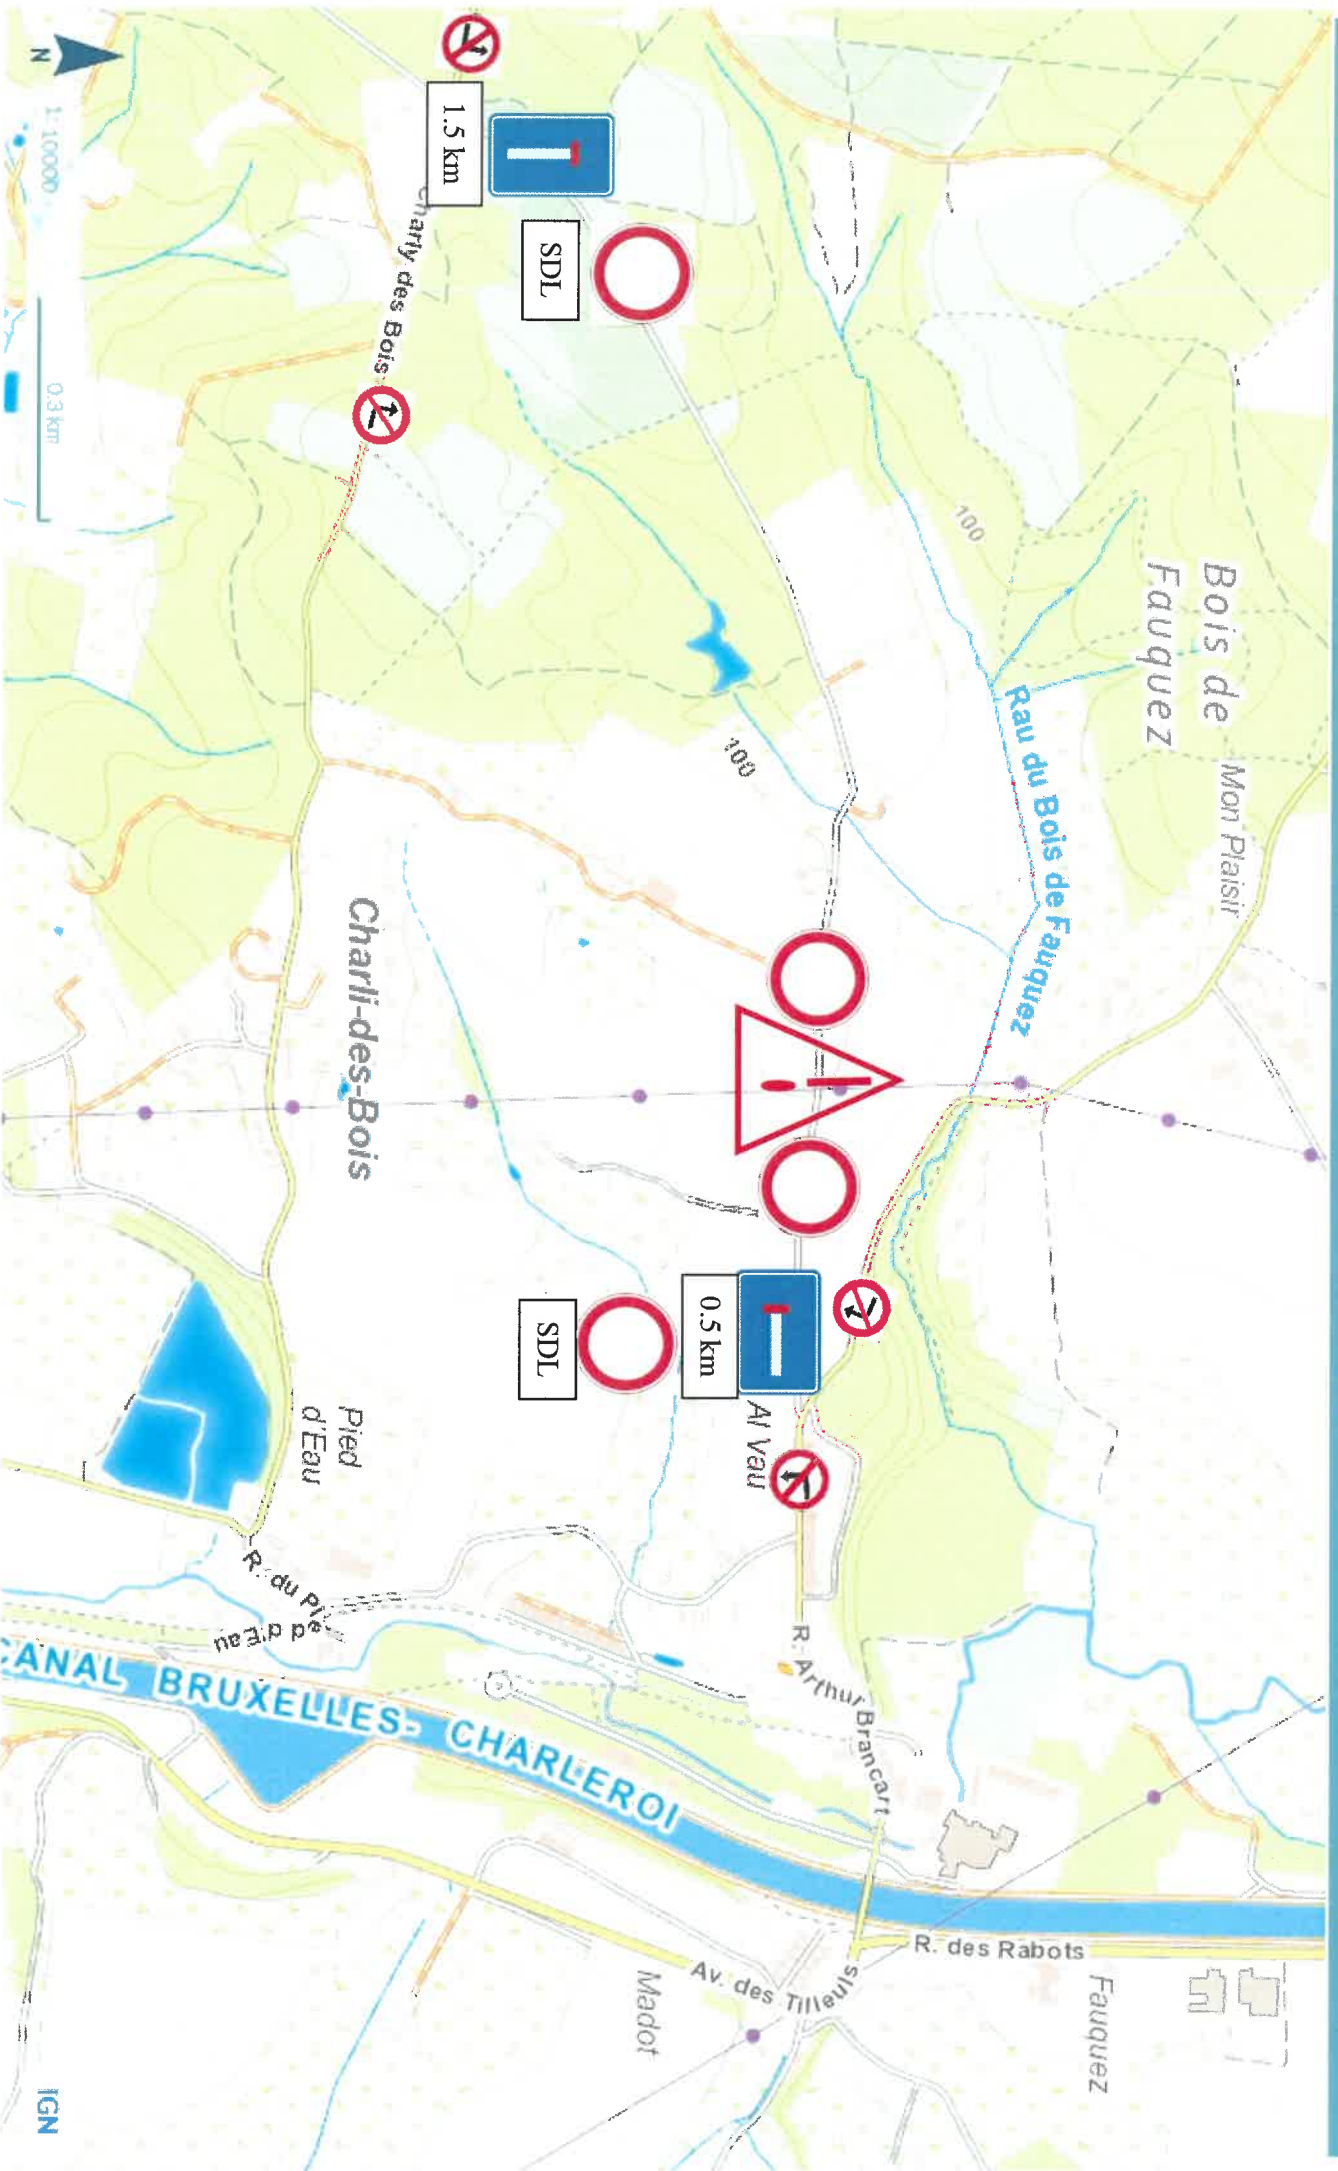 N
1: 10000
0.3 km
1.5 km
SDL
Charly des Bois
100
Bois de
Fauquez
Mon Plaisir
Rau du Bois de Fauquez
100
Charli-des-Bois
0.5 km
SDL
Al Vau
Pied
d'Eau
R. du Pied d'Eau
R. Arthur Brancart
CANAL BRUXELLES- CHARLEROI
R. des Rabots
Av. des Tilleuls
Madot
Fauquez
IGN